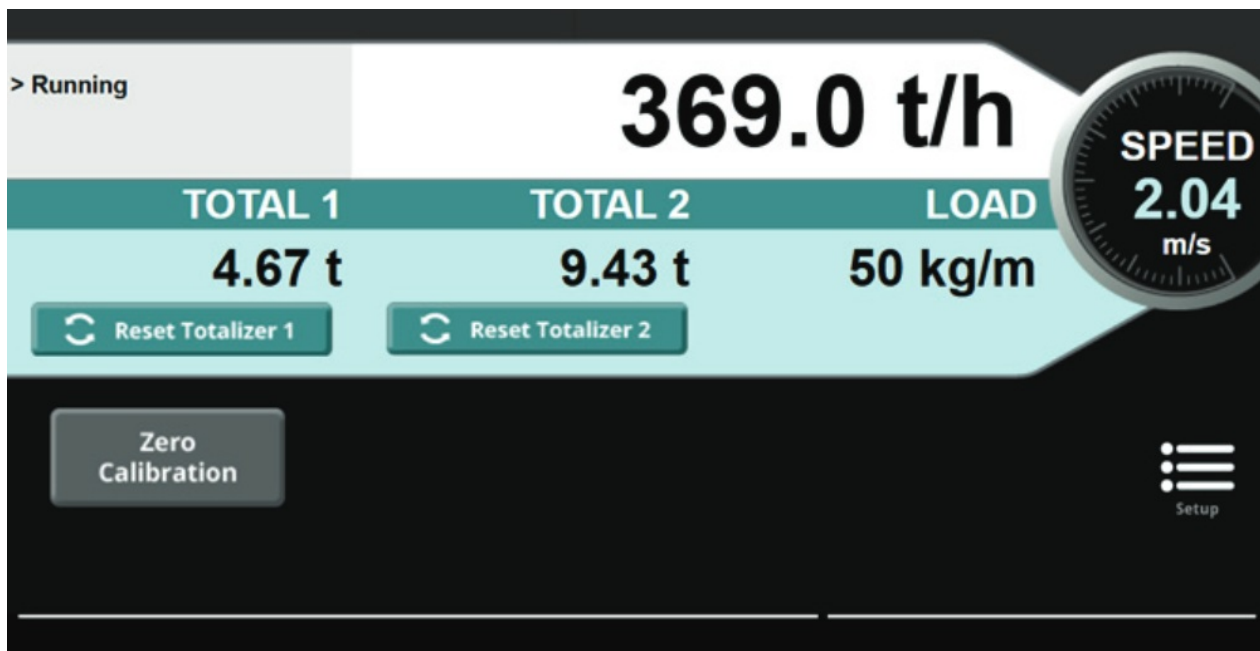 > Running
369.0 t/h
SPEED
2.04
m/s
TOTAL 1 TOTAL 2 LOAD
4.67 t 9.43 t 50 kg/m
Reset Totalizer 1 Reset Totalizer 2
Zero
Calibration
Setup